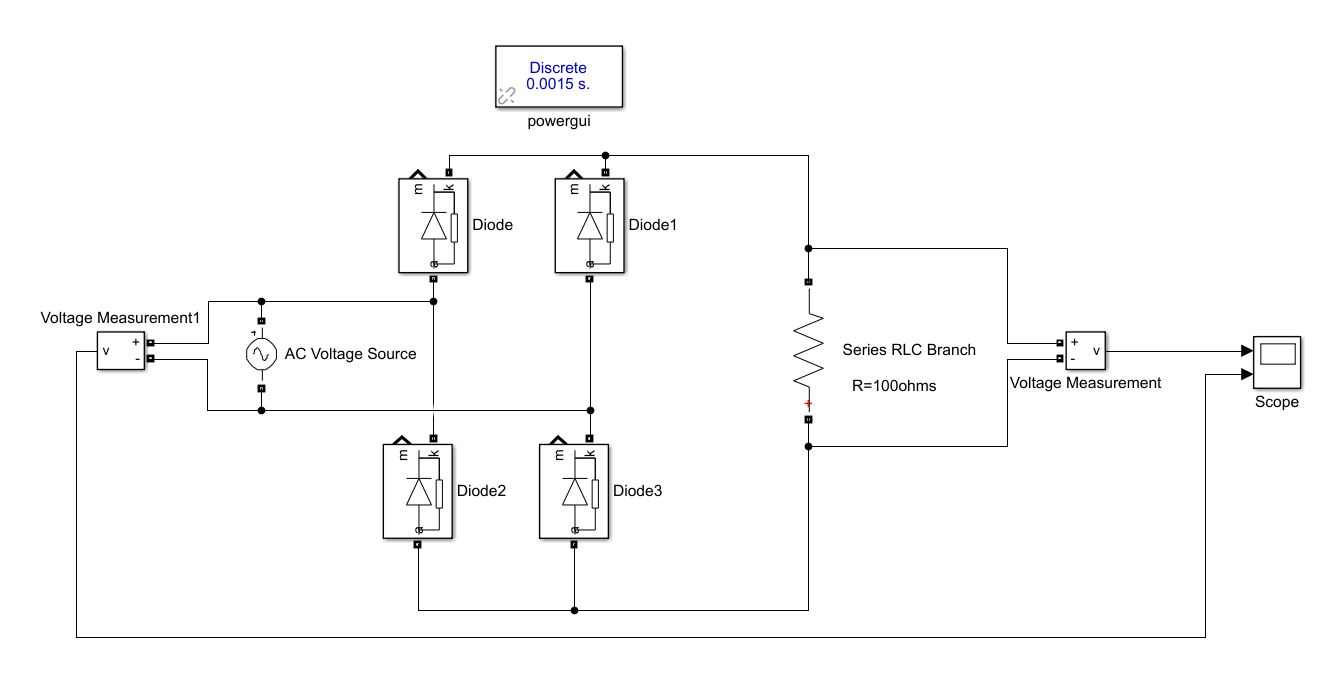 Discrete
0.0015 s.
powergui
m
k
a
Diode
m
k
a
Diode1
Voltage Measurement1
v
+
-
+
AC Voltage Source
Series RLC Branch
R=100ohms
+
+
-
v
Voltage Measurement
Scope
m
k
a
Diode2
m
k
a
Diode3